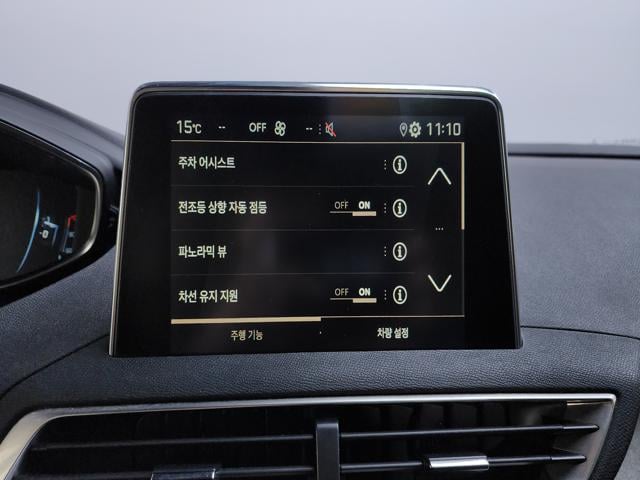 15℃ -- OFF -- 11:10
주차 어시스트
전조등 상향 자동 점등 OFF ON
파노라믹 뷰
차선 유지 지원 OFF ON
주행 기능 차량 설정